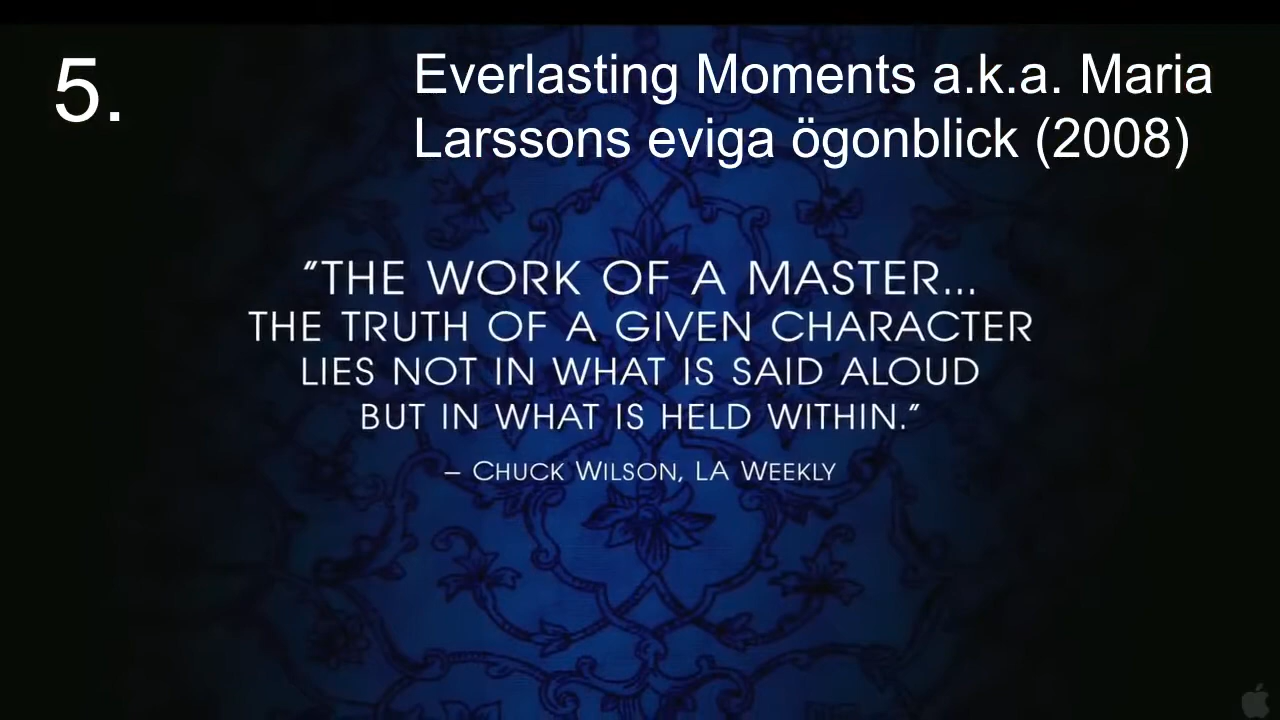 5.
Everlasting Moments a.k.a. Maria
Larssons eviga ögonblick (2008)
"THE WORK OF A MASTER...
THE TRUTH OF A GIVEN CHARACTER
LIES NOT IN WHAT IS SAID ALOUD
BUT IN WHAT IS HELD WITHIN."
– CHUCK WILSON, LA WEEKLY